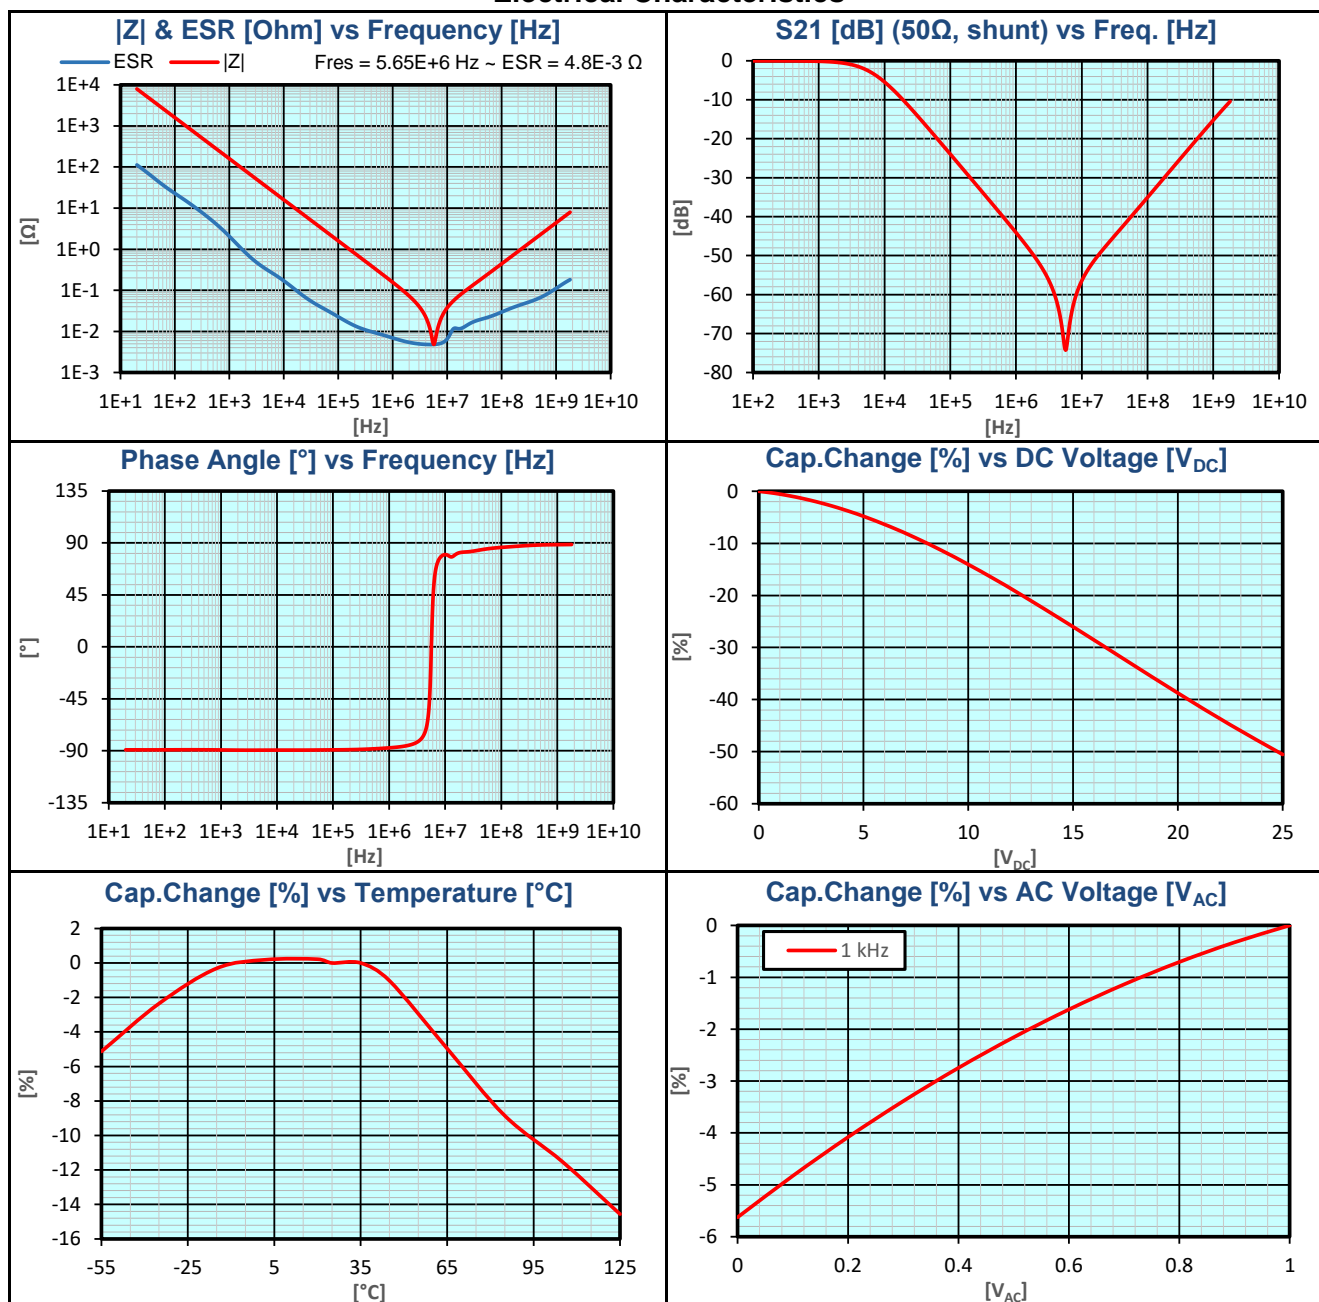 |Z| & ESR [Ohm] vs Frequency [Hz]
ESR |Z| Fres = 5.65E+6 Hz ~ ESR = 4.8E-3 Ω
1E+4
1E+3
1E+2
1E+1
1E+0
1E-1
1E-2
1E-3
[Ω]
1E+1 1E+2 1E+3 1E+4 1E+5 1E+6 1E+7 1E+8 1E+9 1E+10
[Hz]
S21 [dB] (50Ω, shunt) vs Freq. [Hz]
0
-10
-20
-30
-40
-50
-60
-70
-80
[dB]
1E+2 1E+3 1E+4 1E+5 1E+6 1E+7 1E+8 1E+9 1E+10
[Hz]
Phase Angle [°] vs Frequency [Hz]
135
90
45
0
-45
-90
-135
[°]
1E+1 1E+2 1E+3 1E+4 1E+5 1E+6 1E+7 1E+8 1E+9 1E+10
[Hz]
Cap.Change [%] vs DC Voltage [VDC]
0
-10
-20
-30
-40
-50
-60
[%]
0 5 10 15 20 25
[VDC]
Cap.Change [%] vs Temperature [°C]
2
0
-2
-4
-6
-8
-10
-12
-14
-16
[%]
-55 -25 5 35 65 95 125
[°C]
Cap.Change [%] vs AC Voltage [VAC]
1 kHz
0
-1
-2
-3
-4
-5
-6
[%]
0 0.2 0.4 0.6 0.8 1
[VAC]